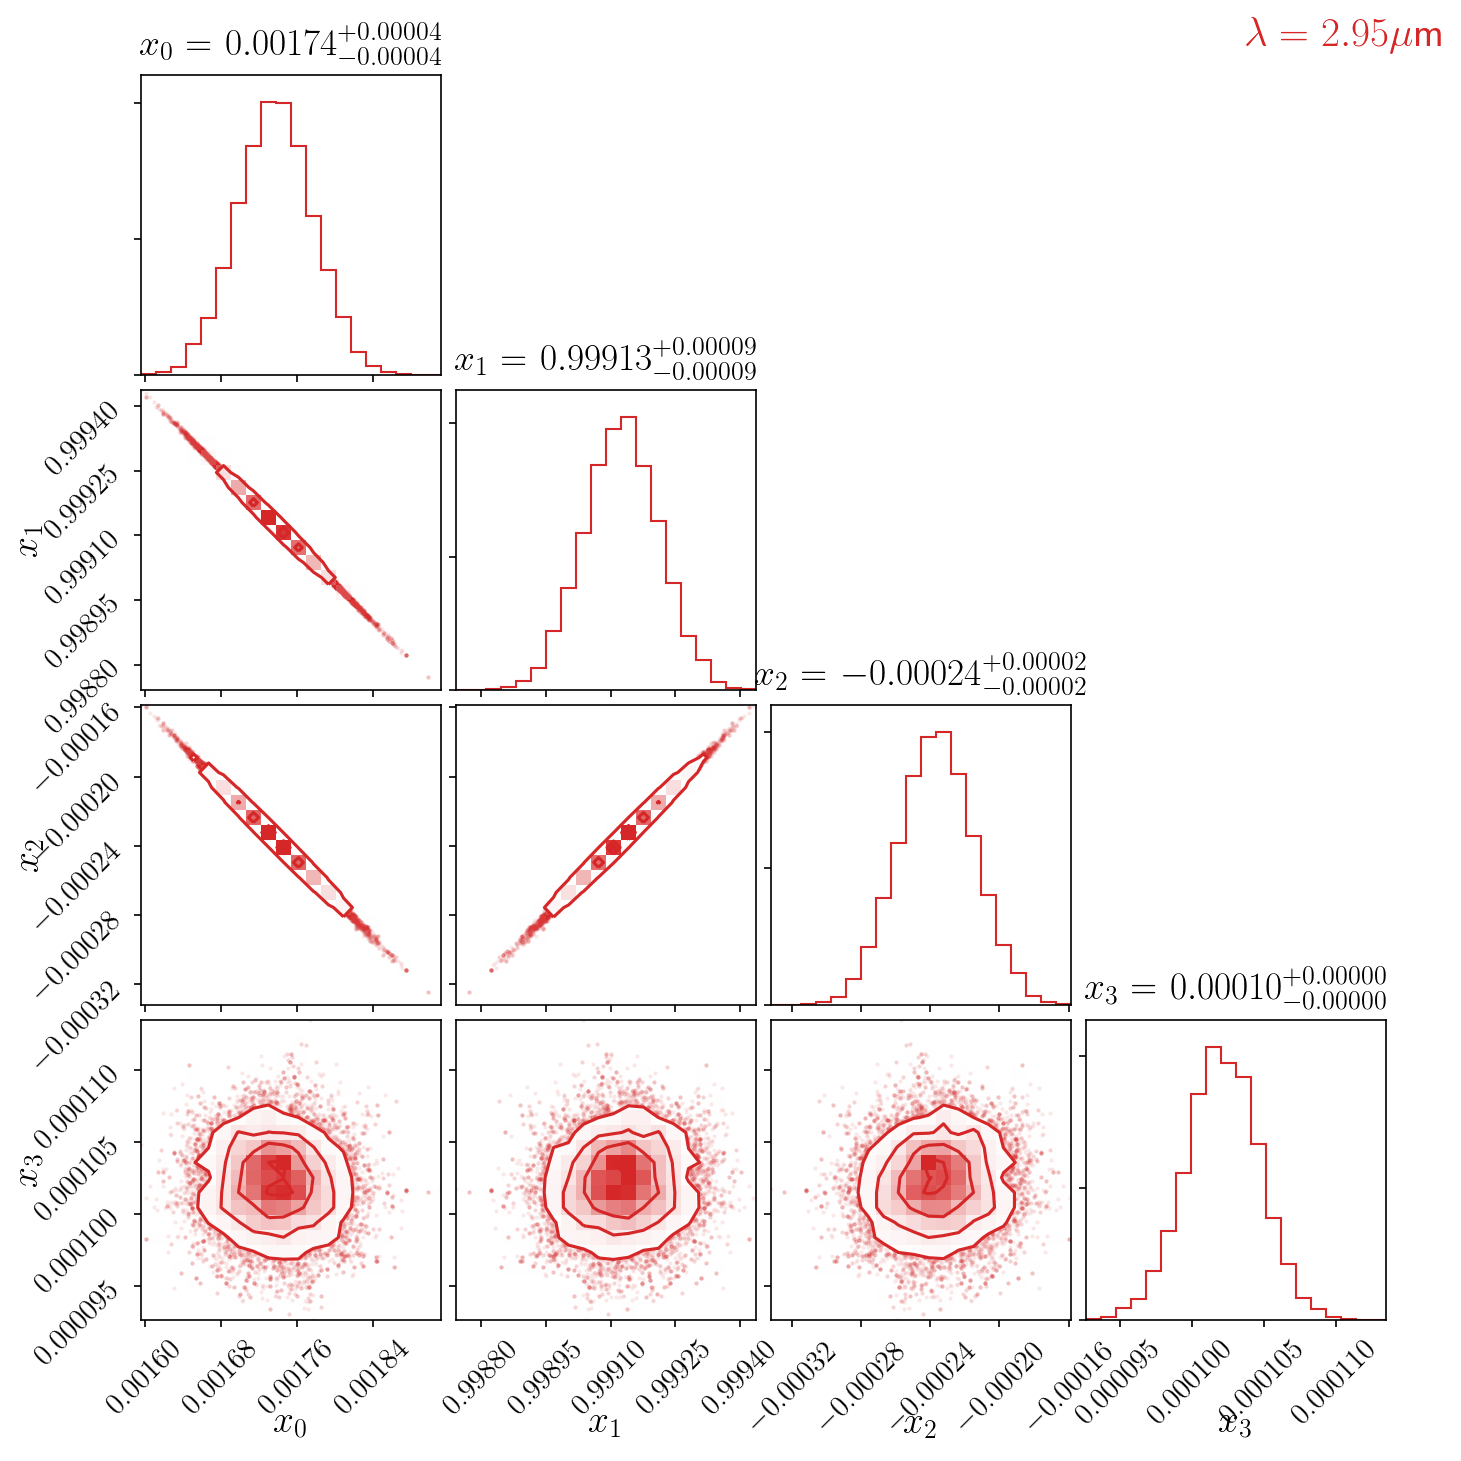 λ = 2.95μm
x₀ = 0.00174 +0.00004 −0.00004
x₁ = 0.99913 +0.00009 −0.00009
0.99940
0.99925
0.99910
0.99895
0.99880
x₁
x₂ = −0.00024 +0.00002 −0.00002
−0.00016
−0.00020
−0.00024
−0.00028
−0.00032
x₂
x₃ = 0.00010 +0.00000 −0.00000
0.000110
0.000105
0.000100
0.000095
x₃
0.00160 0.00168 0.00176 0.00184
0.99880 0.99895 0.99910 0.99925 0.99940
−0.00032 −0.00028 −0.00024 −0.00020 −0.00016
0.000095 0.000100 0.000105 0.000110
x₀ x₁ x₂ x₃